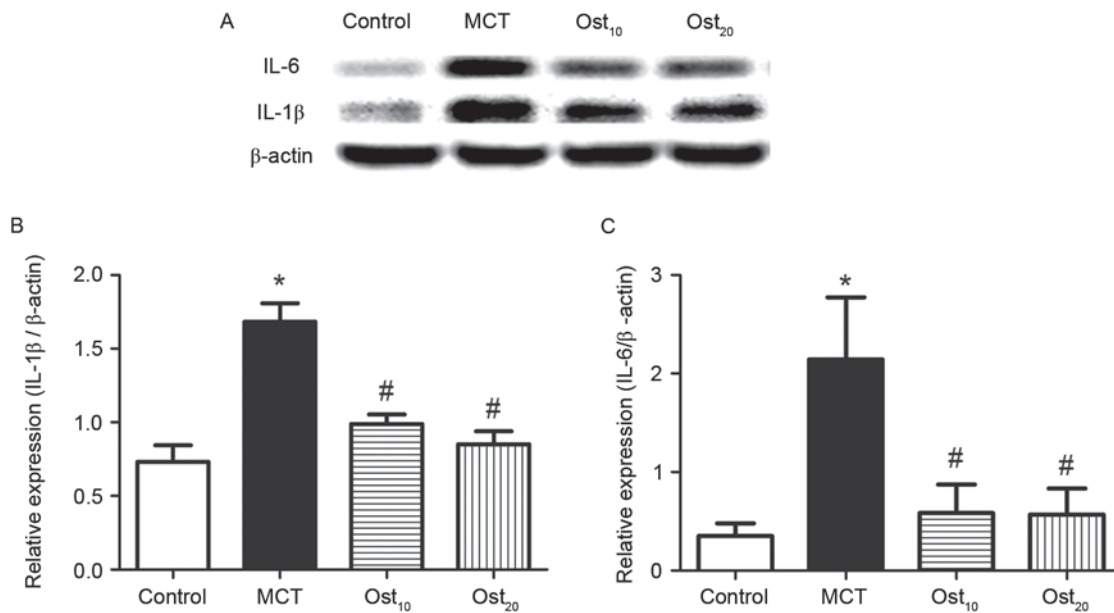 A
Control MCT Ost₁₀ Ost₂₀
IL-6
IL-1β
β-actin
B
Relative expression (IL-1β / β-actin)
2.0
1.5
1.0
0.5
0.0
*
#
#
Control MCT Ost₁₀ Ost₂₀
C
Relative expression (IL-6/β -actin)
3
2
1
0
*
#
#
Control MCT Ost₁₀ Ost₂₀